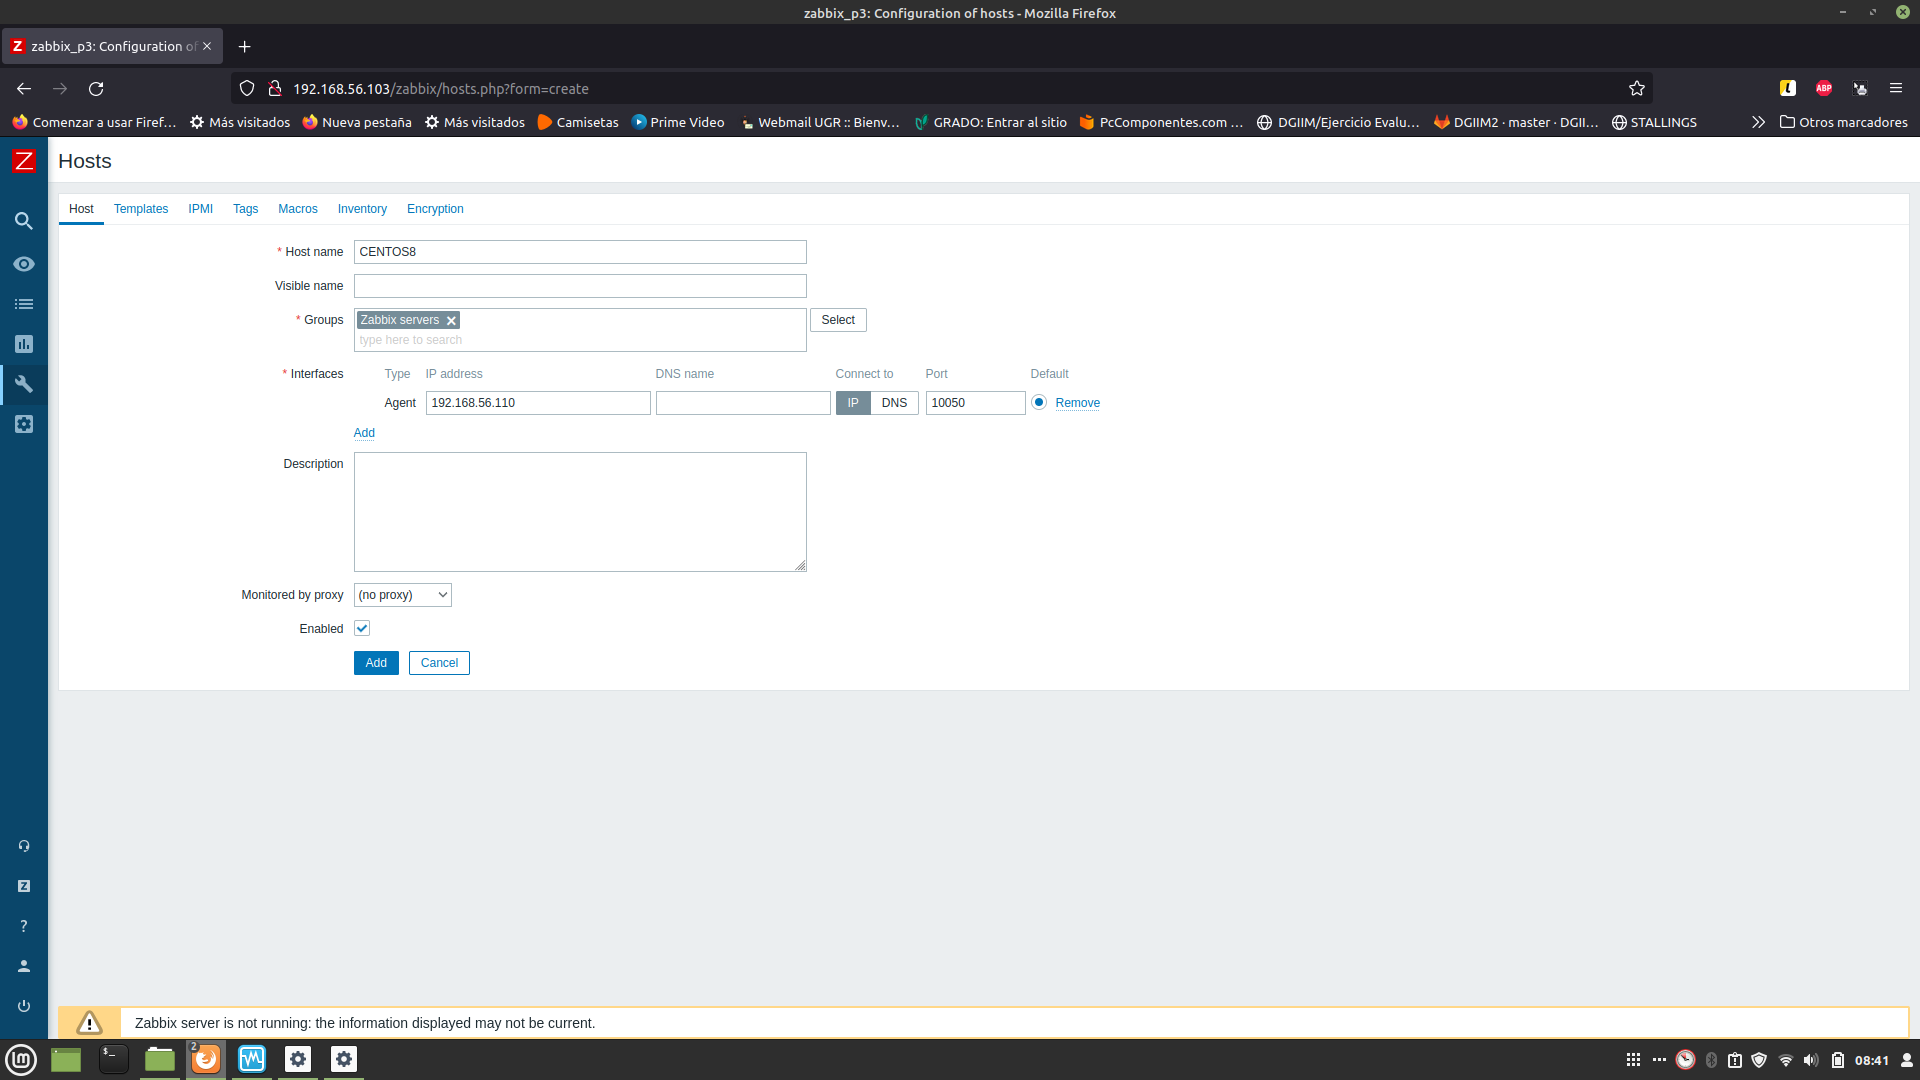 zabbix_p3: Configuration of hosts - Mozilla Firefox
Z zabbix_p3: Configuration of
192.168.56.103/zabbix/hosts.php?form=create
ABP
Comenzar a usar Firef… Más visitados Nueva pestaña Más visitados Camisetas Prime Video Webmail UGR :: Bienv… GRADO: Entrar al sitio PcComponentes.com … DGIIM/Ejercicio Evalu… DGIIM2 · master · DGII… STALLINGS Otros marcadores
Z Hosts
Host Templates IPMI Tags Macros Inventory Encryption
* Host name CENTOS8
Visible name
* Groups Zabbix servers Select
type here to search
* Interfaces Type IP address DNS name Connect to Port Default
Agent 192.168.56.110 IP DNS 10050 Remove
Add
Description
Monitored by proxy (no proxy)
Enabled
Add Cancel
Z
?
Zabbix server is not running: the information displayed may not be current.
lm $_ 2 08:41